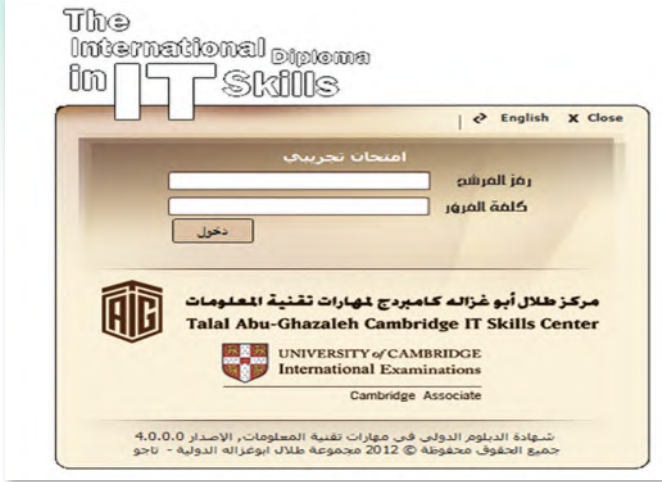 The
International Diploma
in IT Skills
English X Close
امتحان تجريبي
رمز المرشح
كلمة المرور
دخول
مركز طلال أبو غزاله كامبردج لمهارات تقنية المعلومات
TAG
Talal Abu-Ghazaleh Cambridge IT Skills Center
UNIVERSITY of CAMBRIDGE
International Examinations
Cambridge Associate
شهادة الدبلوم الدولي في مهارات تقنية المعلومات, الإصدار 4.0.0.0
جميع الحقوق محفوظة © 2012 مجموعة طلال ابوغزاله الدولية - تاجو